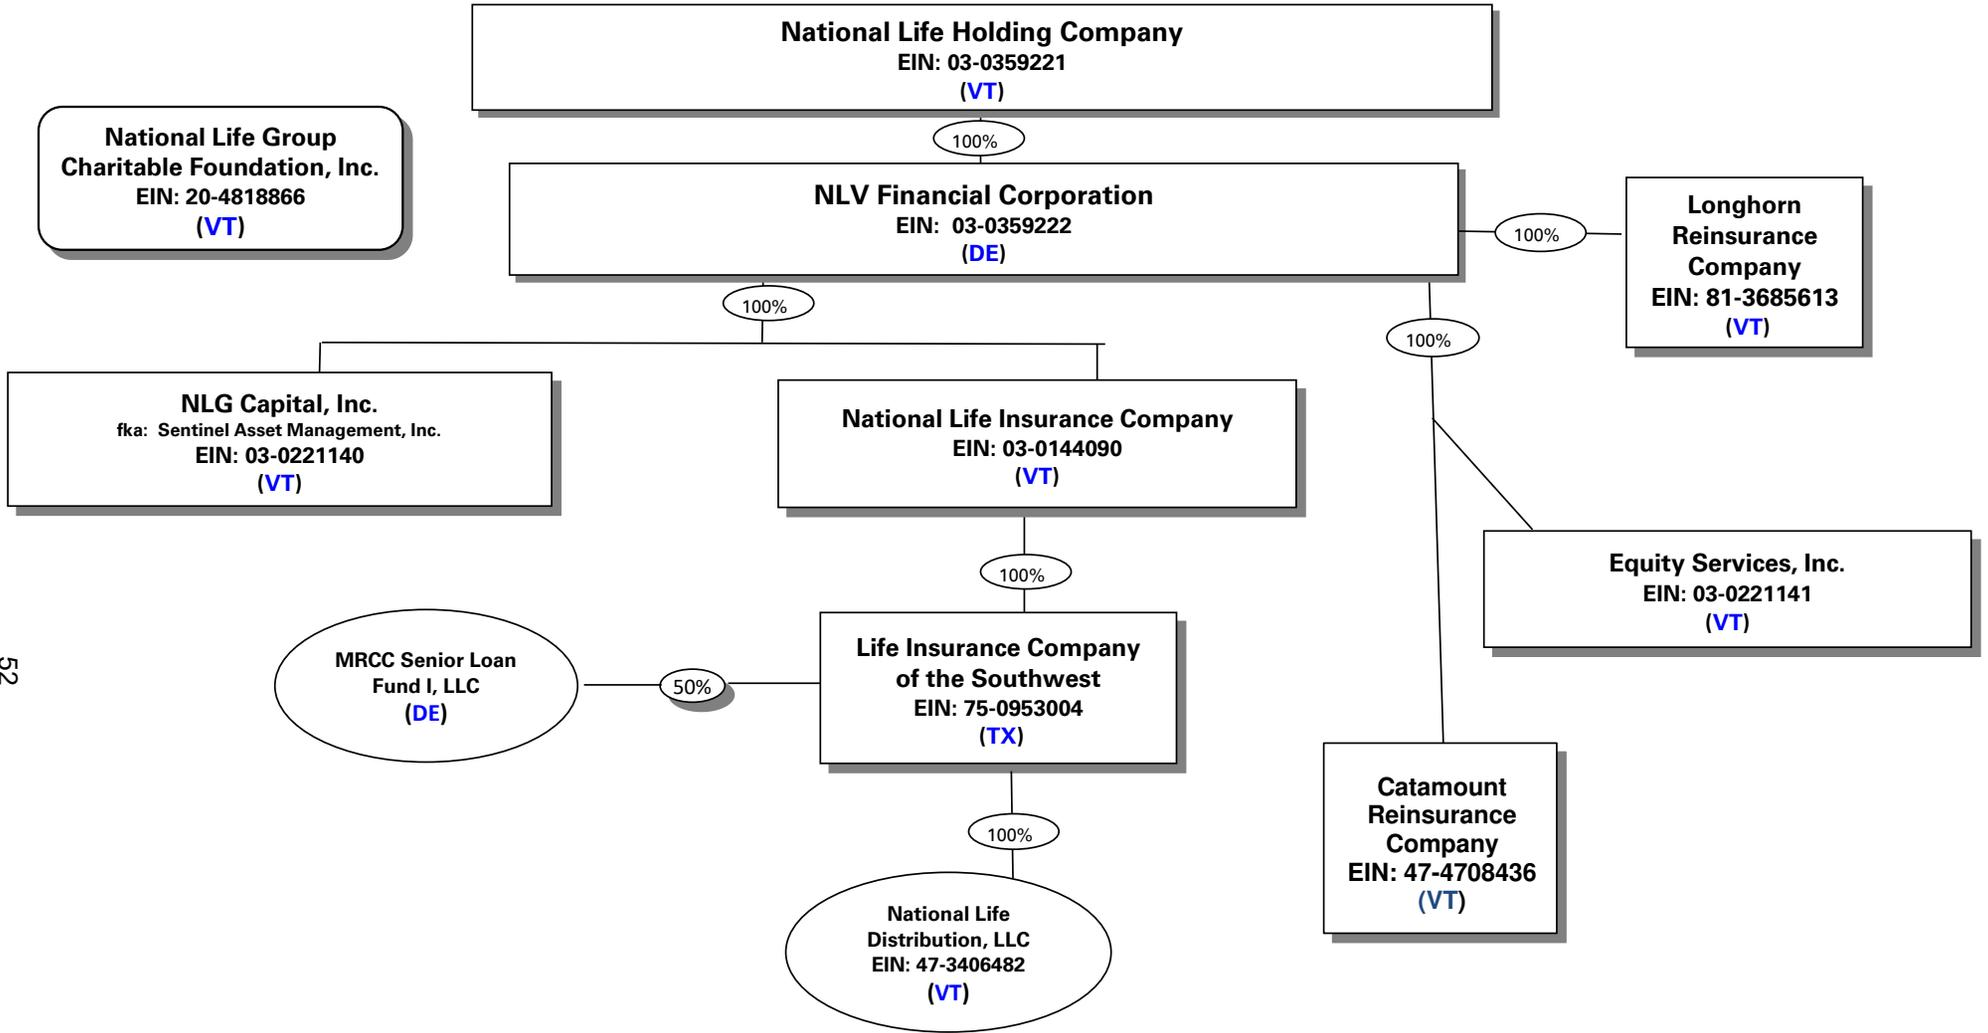 National Life Holding Company
EIN: 03-0359221
(VT)
100%
National Life Group
Charitable Foundation, Inc.
EIN: 20-4818866
(VT)
NLV Financial Corporation
EIN:  03-0359222
(DE)
100%
Longhorn
Reinsurance
Company
EIN: 81-3685613
(VT)
100%
100%
NLG Capital, Inc.
fka:  Sentinel Asset Management, Inc.
EIN: 03-0221140
(VT)
National Life Insurance Company
EIN: 03-0144090
(VT)
100%
Equity Services, Inc.
EIN: 03-0221141
(VT)
MRCC Senior Loan
Fund I, LLC
(DE)
50%
Life Insurance Company
of the Southwest
EIN: 75-0953004
(TX)
100%
Catamount
Reinsurance
Company
EIN: 47-4708436
(VT)
National Life
Distribution, LLC
EIN: 47-3406482
(VT)
52